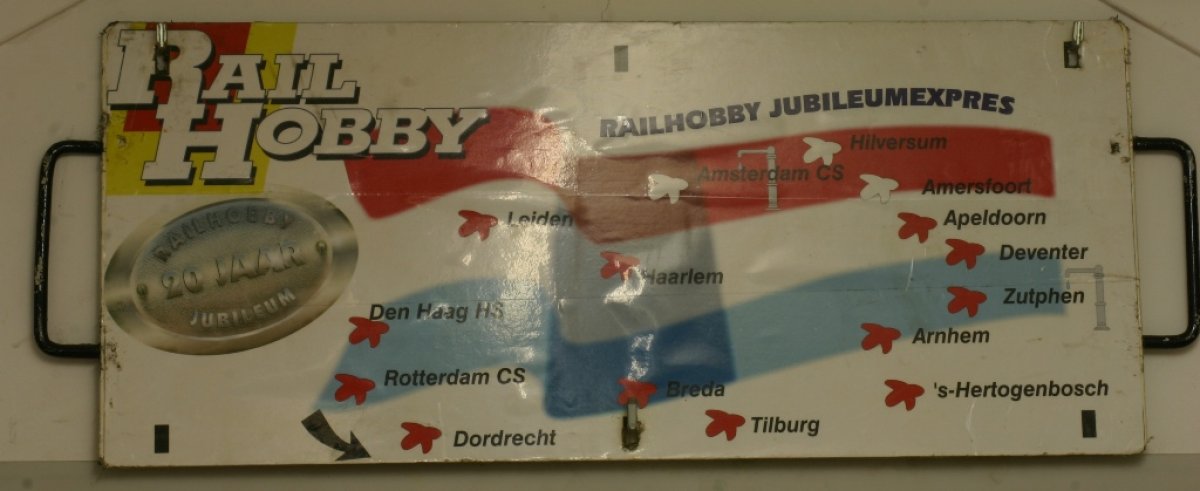 RAIL
HOBBY
RAILHOBBY JUBILEUMEXPRES
Hilversum
Amsterdam CS
Amersfoort
Leiden
Apeldoorn
RAILHOBBY
20 JAAR
JUBILEUM
Deventer
Haarlem
Zutphen
Den Haag HS
Arnhem
Rotterdam CS
Breda
's-Hertogenbosch
Tilburg
Dordrecht